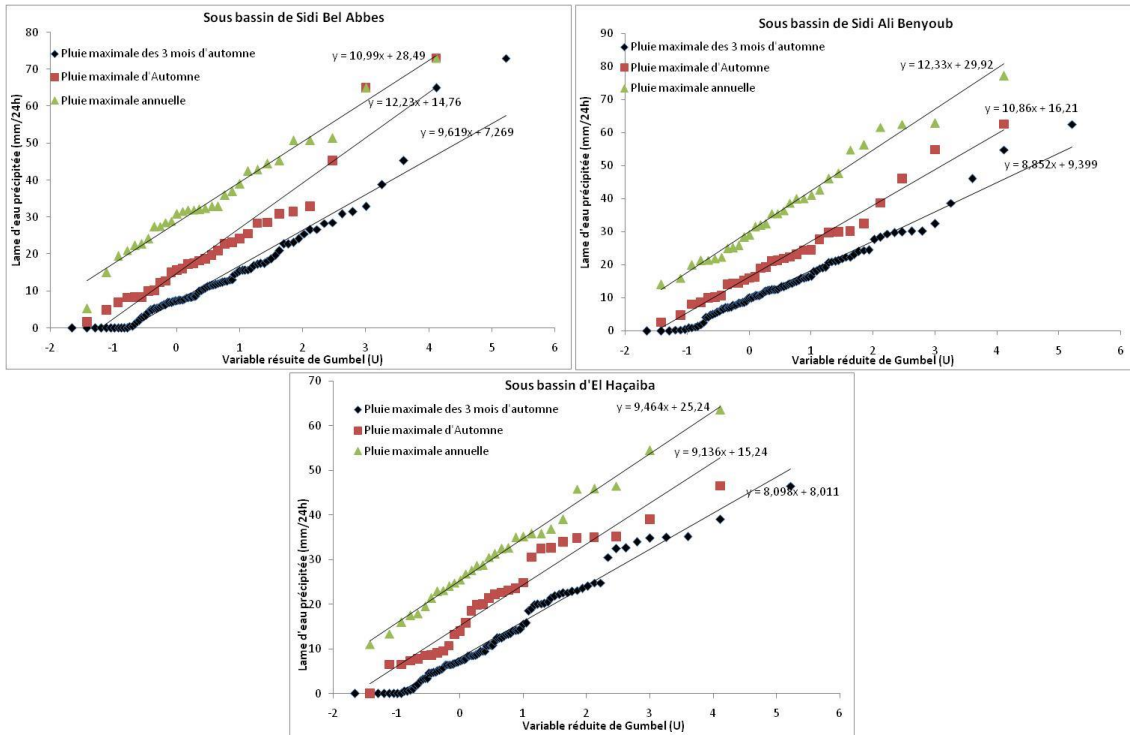 Sous bassin de Sidi Bel Abbes
Lame d'eau précipitée (mm/24h)
80
70
60
50
40
30
20
10
0
Pluie maximale des 3 mois d'automne
Pluie maximale d'Automne
Pluie maximale annuelle
y = 10,99x + 28,49
y = 12,23x + 14,76
y = 9,619x + 7,269
-2 -1 0 1 2 3 4 5 6
Variable résuite de Gumbel (U)
Sous bassin de Sidi Ali Benyoub
Lame d'eau précipitée (mm/24h)
90
80
70
60
50
40
30
20
10
0
Pluie maximale des 3 mois d'automne
Pluie maximale d'Automne
Pluie maximale annuelle
y = 12,33x + 29,92
y = 10,86x + 16,21
y = 8,852x + 9,399
-2 -1 0 1 2 3 4 5 6
Variable réduite de Gumbel (U)
Sous bassin d'El Haçaiba
Lame d'eau précipitée (mm/24h)
70
60
50
40
30
20
10
0
Pluie maximale des 3 mois d'automne
Pluie maximale d'Automne
Pluie maximale annuelle
y = 9,464x + 25,24
y = 9,136x + 15,24
y = 8,098x + 8,011
-2 -1 0 1 2 3 4 5 6
Variable réduite de Gumbel (U)